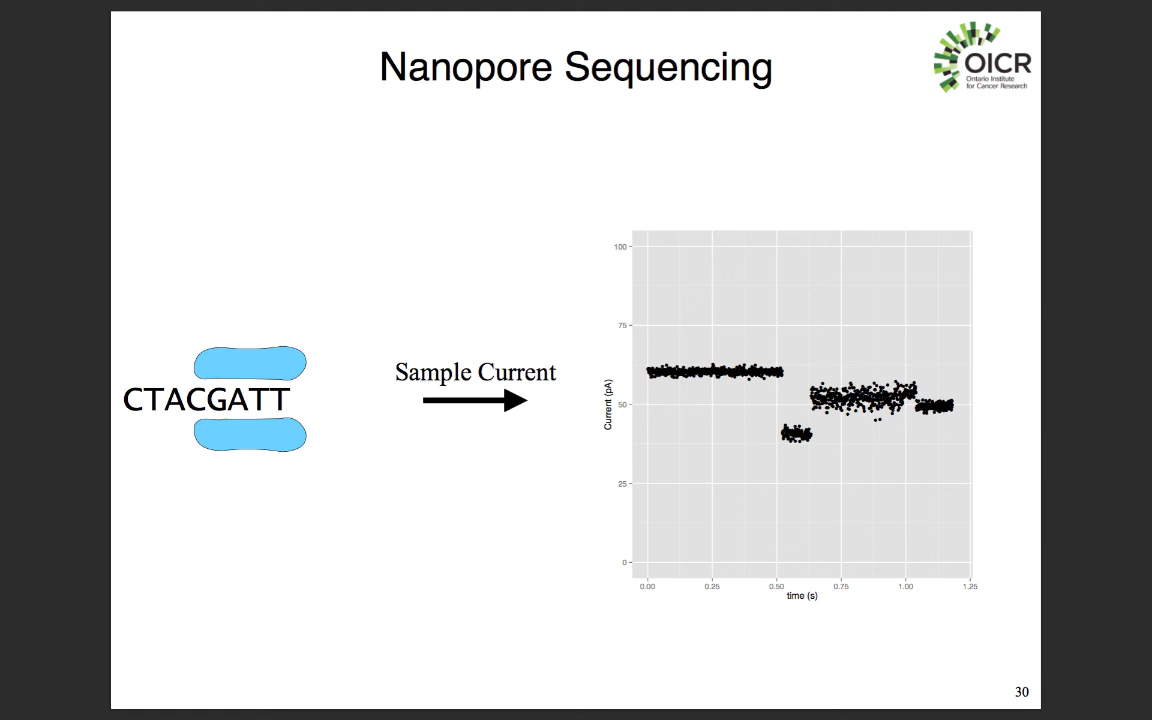 Nanopore Sequencing
OICR
Ontario Institute
for Cancer Research
CTACGATT
Sample Current
100
75
50
25
0
Current (pA)
0.00 0.25 0.50 0.75 1.00 1.25
time (s)
30